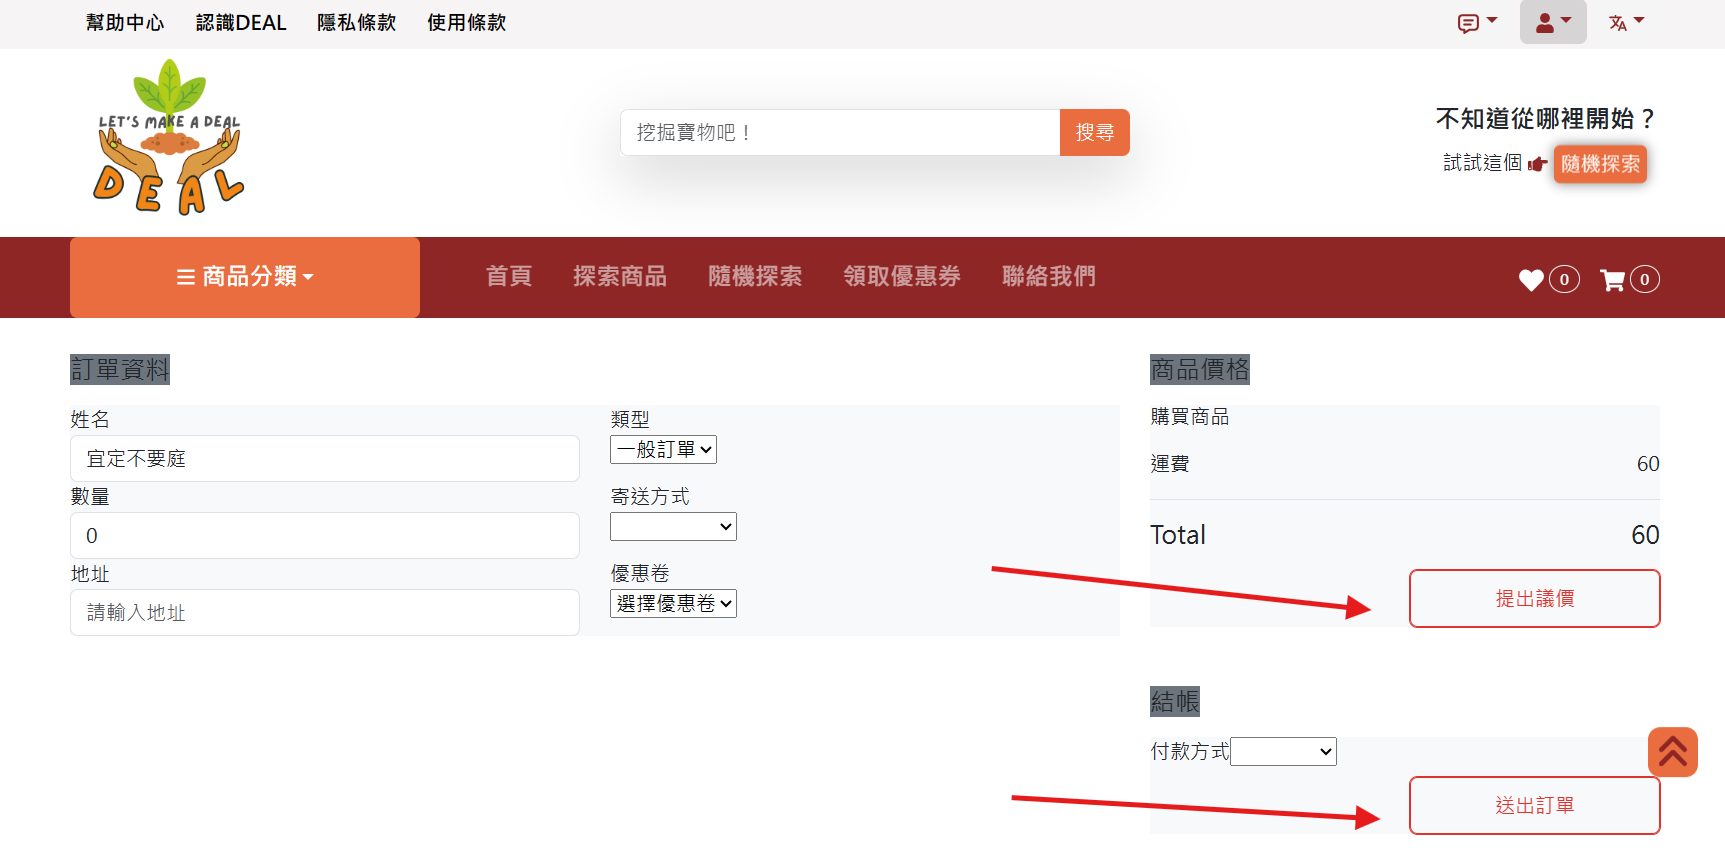 幫助中心 認識DEAL 隱私條款 使用條款
LET'S MAKE A DEAL
DEAL
挖掘寶物吧！ 搜尋
不知道從哪裡開始？
試試這個 隨機探索
商品分類 首頁 探索商品 隨機探索 領取優惠券 聯絡我們 0 0
訂單資料
姓名
宜定不要庭
數量
0
地址
請輸入地址
類型
一般訂單
寄送方式
優惠卷
選擇優惠卷
商品價格
購買商品
運費 60
Total 60
提出議價
結帳
付款方式
送出訂單